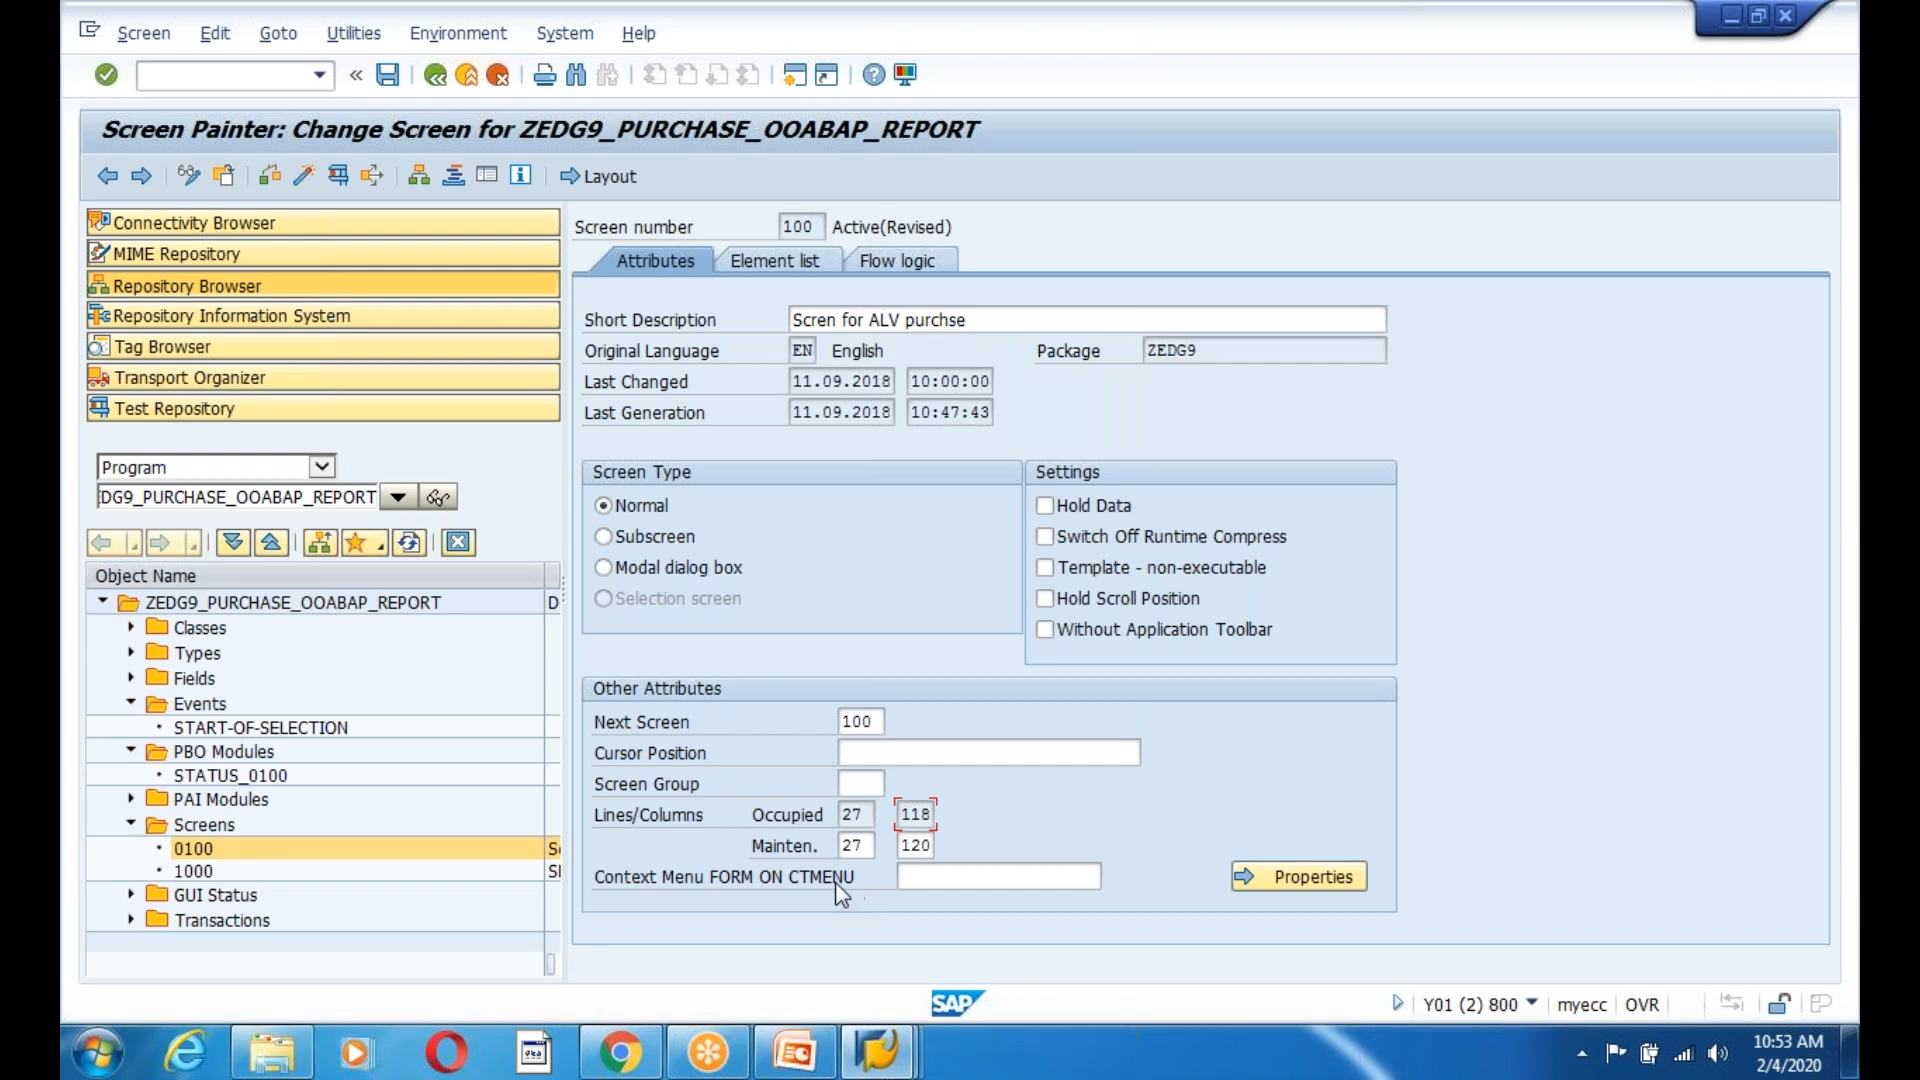 Screen Edit Goto Utilities Environment System Help
Screen Painter: Change Screen for ZEDG9_PURCHASE_OOABAP_REPORT
Layout
Connectivity Browser
MIME Repository
Repository Browser
Repository Information System
Tag Browser
Transport Organizer
Test Repository
Program
DG9_PURCHASE_OOABAP_REPORT
Object Name
ZEDG9_PURCHASE_OOABAP_REPORT D
Classes
Types
Fields
Events
START-OF-SELECTION
PBO Modules
STATUS_0100
PAI Modules
Screens
0100
1000
GUI Status
Transactions
Screen number 100 Active(Revised)
Attributes Element list Flow logic
Short Description Scren for ALV purchse
Original Language EN English Package ZEDG9
Last Changed 11.09.2018 10:00:00
Last Generation 11.09.2018 10:47:43
Screen Type
Normal
Subscreen
Modal dialog box
Selection screen
Settings
Hold Data
Switch Off Runtime Compress
Template - non-executable
Hold Scroll Position
Without Application Toolbar
Other Attributes
Next Screen 100
Cursor Position
Screen Group
Lines/Columns Occupied 27 118
Mainten. 27 120
Context Menu FORM ON CTMENU
Properties
SAP
Y01 (2) 800 myecc OVR
10:53 AM
2/4/2020